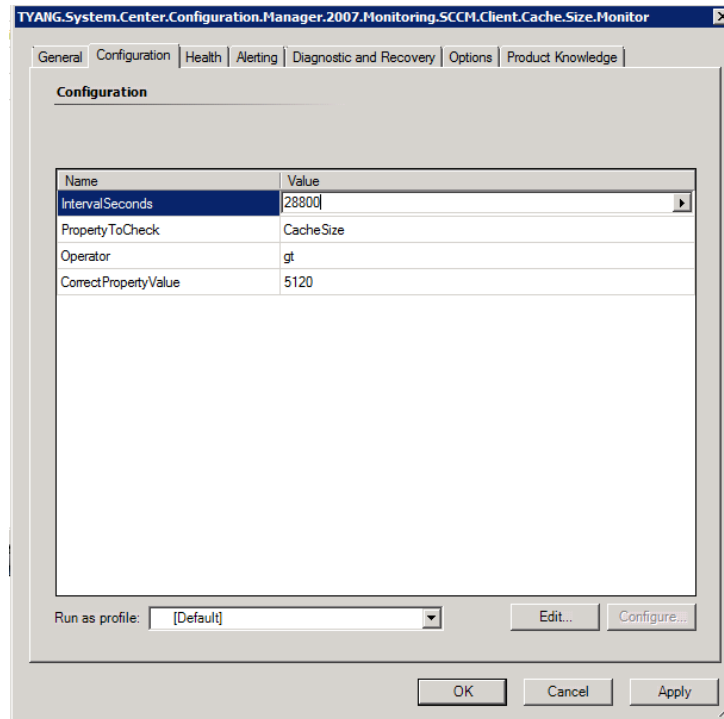 TYANG.System.Center.Configuration.Manager.2007.Monitoring.SCCM.Client.Cache.Size.Monitor
General Configuration Health Alerting Diagnostic and Recovery Options Product Knowledge
Configuration
Name Value
IntervalSeconds 28800
PropertyToCheck CacheSize
Operator gt
CorrectPropertyValue 5120
Run as profile: [Default] Edit... Configure...
OK Cancel Apply